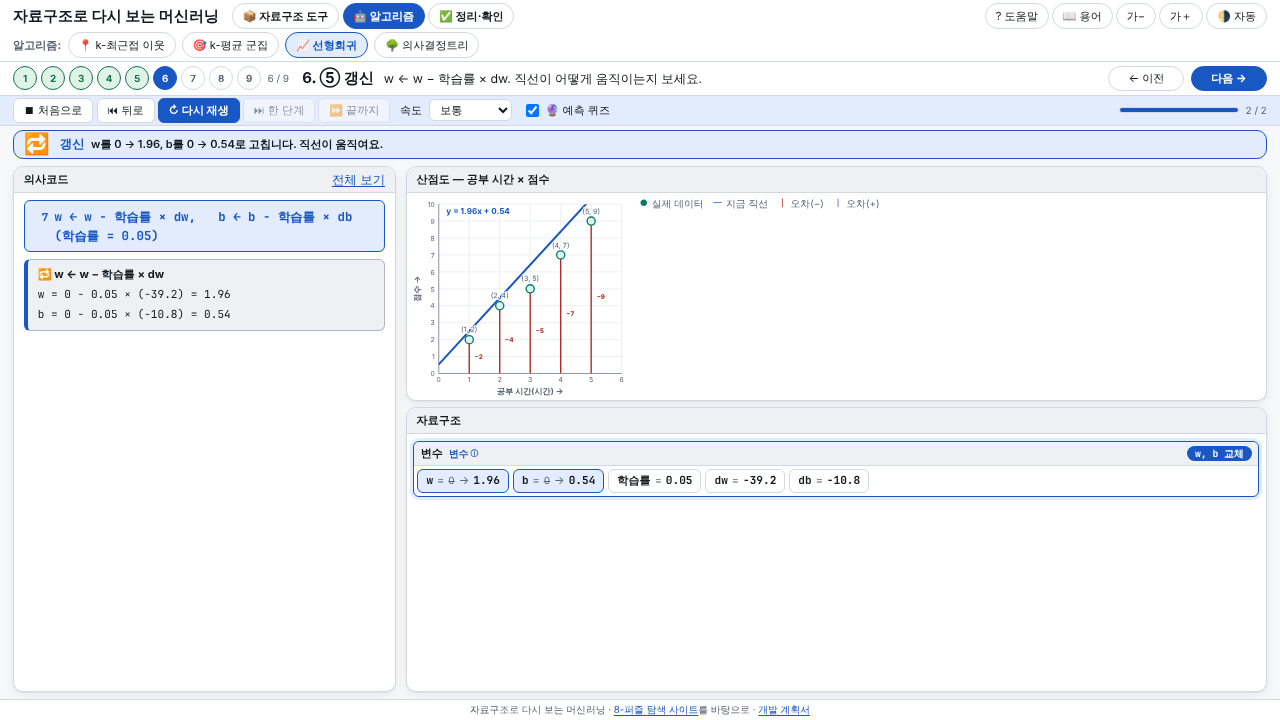 자료구조로 다시 보는 머신러닝 📦 자료구조 도구 🤖 알고리즘 ✅ 정리·확인 ? 도움말 📖 용어 가− 가+ 🌗 자동
알고리즘: 📍 k-최근접 이웃 🎯 k-평균 군집 📈 선형회귀 🌳 의사결정트리
1 2 3 4 5 6 7 8 9 6 / 9 6. ⑤ 갱신 w ← w − 학습률 × dw. 직선이 어떻게 움직이는지 보세요. ← 이전 다음 →
⏹ 처음으로 ⏮ 뒤로 ↻ 다시 재생 ⏭ 한 단계 ⏩ 끝까지 속도 보통 🔮 예측 퀴즈 2 / 2
🔁 갱신 w를 0 → 1.96, b를 0 → 0.54로 고칩니다. 직선이 움직여요.
의사코드 전체 보기
7 w ← w - 학습률 × dw, b ← b - 학습률 × db
(학습률 = 0.05)
🔁 w ← w − 학습률 × dw
w = 0 - 0.05 × (-39.2) = 1.96
b = 0 - 0.05 × (-10.8) = 0.54
산점도 — 공부 시간 × 점수
실제 데이터 지금 직선 오차(−) 오차(+)
y = 1.96x + 0.54
10
9
8
7
6
5
4
3
2
1
0
점수 →
(1, 2)
(2, 4)
(3, 5)
(4, 7)
(5, 9)
−2
−4
−5
−7
−9
0 1 2 3 4 5 6
공부 시간(시간) →
자료구조
변수 변수 ⓘ w, b 교체
w = 0 → 1.96 b = 0 → 0.54 학습률 = 0.05 dw = -39.2 db = -10.8
자료구조로 다시 보는 머신러닝 · 8-퍼즐 탐색 사이트를 바탕으로 · 개발 계획서